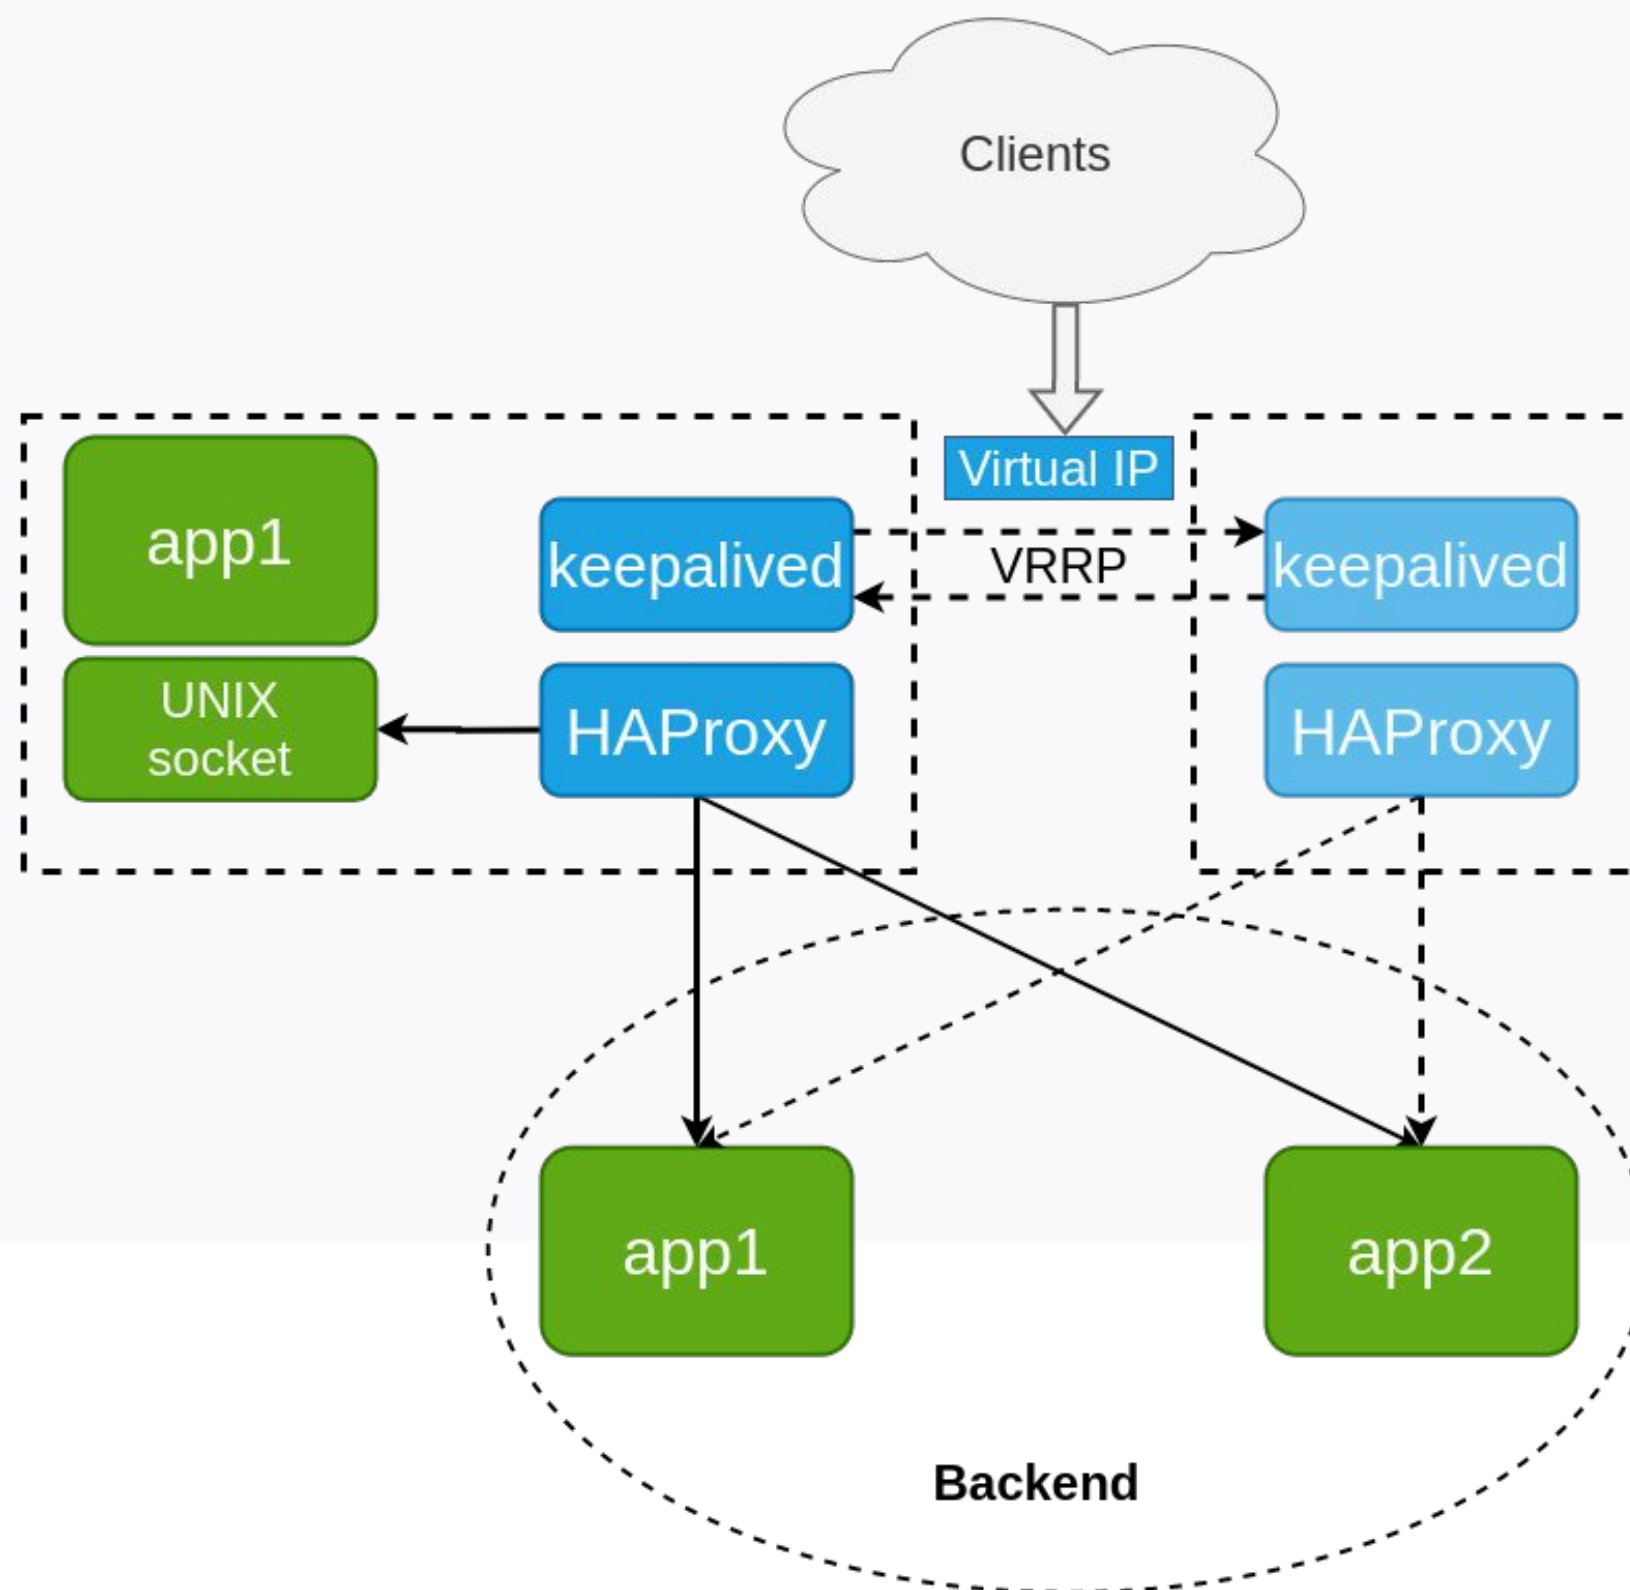 Clients
Virtual IP
app1
keepalived
VRRP
keepalived
UNIX
socket
HAProxy
HAProxy
app1
app2
Backend